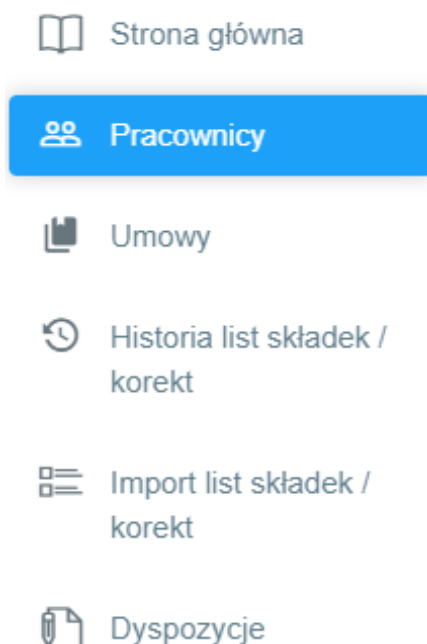 Strona główna
Pracownicy
Umowy
Historia list składek /
korekt
Import list składek /
korekt
Dyspozycje